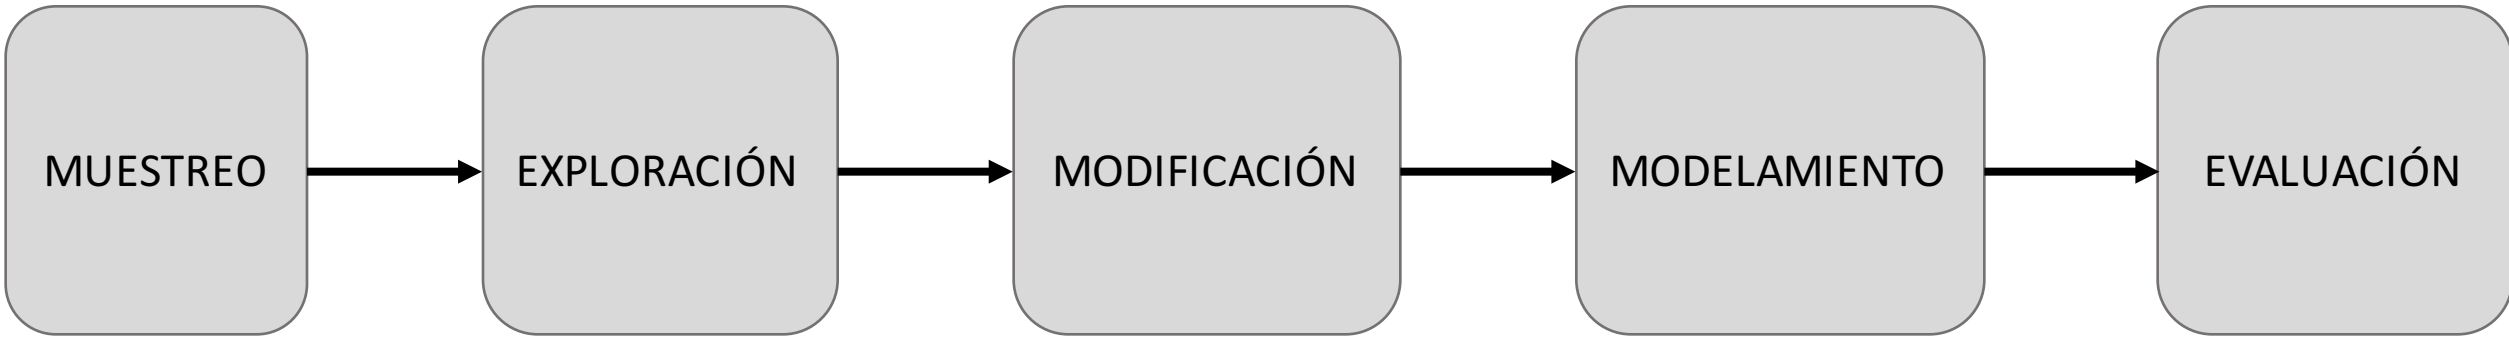 MUESTREO
EXPLORACIÓN
MODIFICACIÓN
MODELAMIENTO
EVALUACIÓN